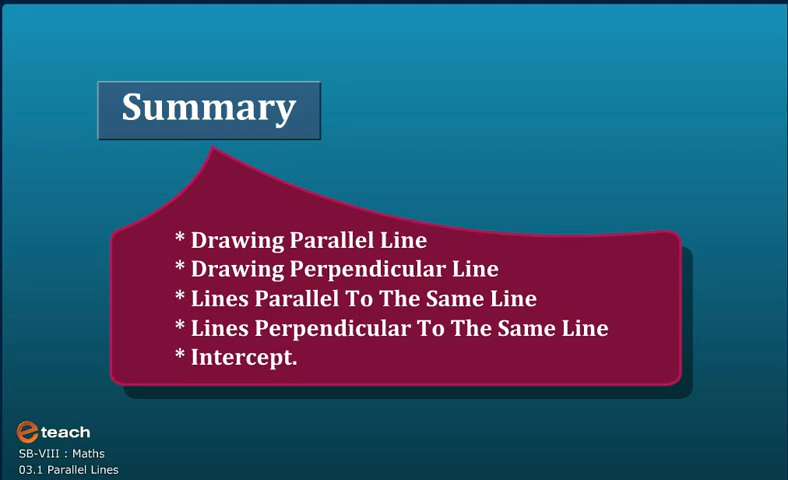 Summary
* Drawing Parallel Line
* Drawing Perpendicular Line
* Lines Parallel To The Same Line
* Lines Perpendicular To The Same Line
* Intercept.
e teach
SB-VIII : Maths
03.1 Parallel Lines